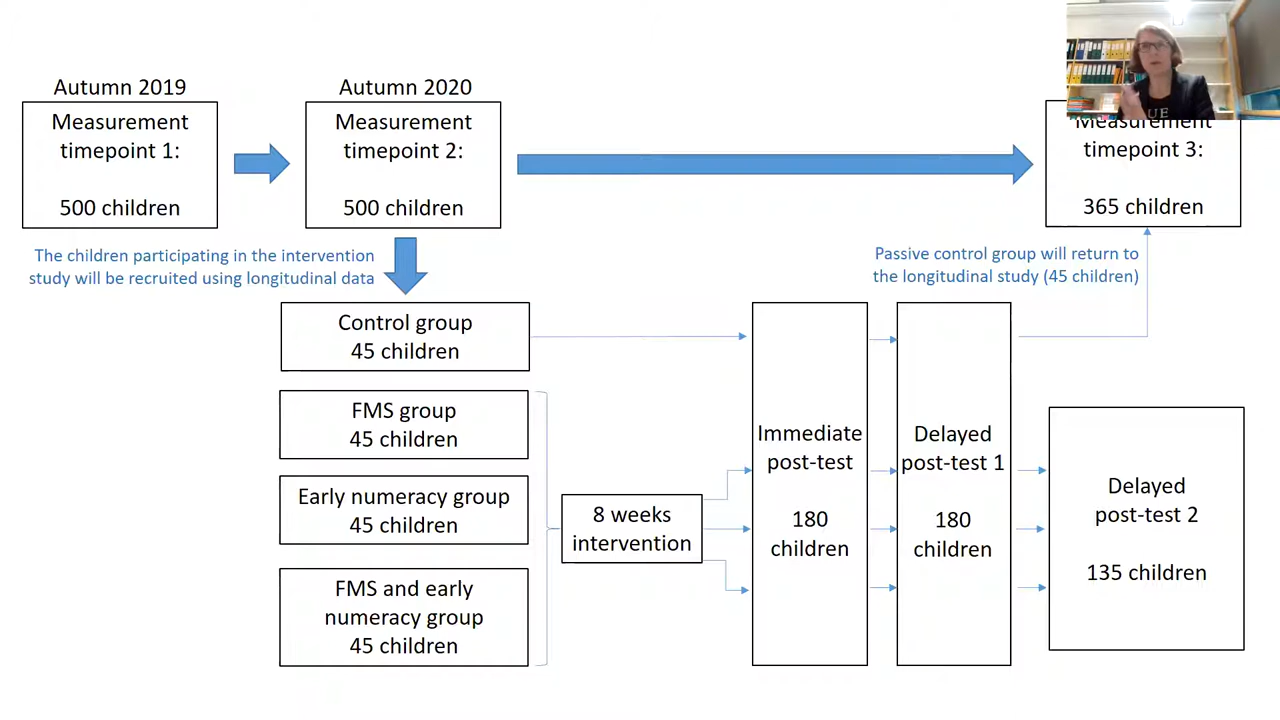 Autumn 2019
Measurement
timepoint 1:
500 children
Autumn 2020
Measurement
timepoint 2:
500 children
Measurement
timepoint 3:
365 children
UE
The children participating in the intervention
study will be recruited using longitudinal data
Passive control group will return to
the longitudinal study (45 children)
Control group
45 children
FMS group
45 children
Early numeracy group
45 children
FMS and early
numeracy group
45 children
8 weeks
intervention
Immediate
post-test
180
children
Delayed
post-test 1
180
children
Delayed
post-test 2
135 children